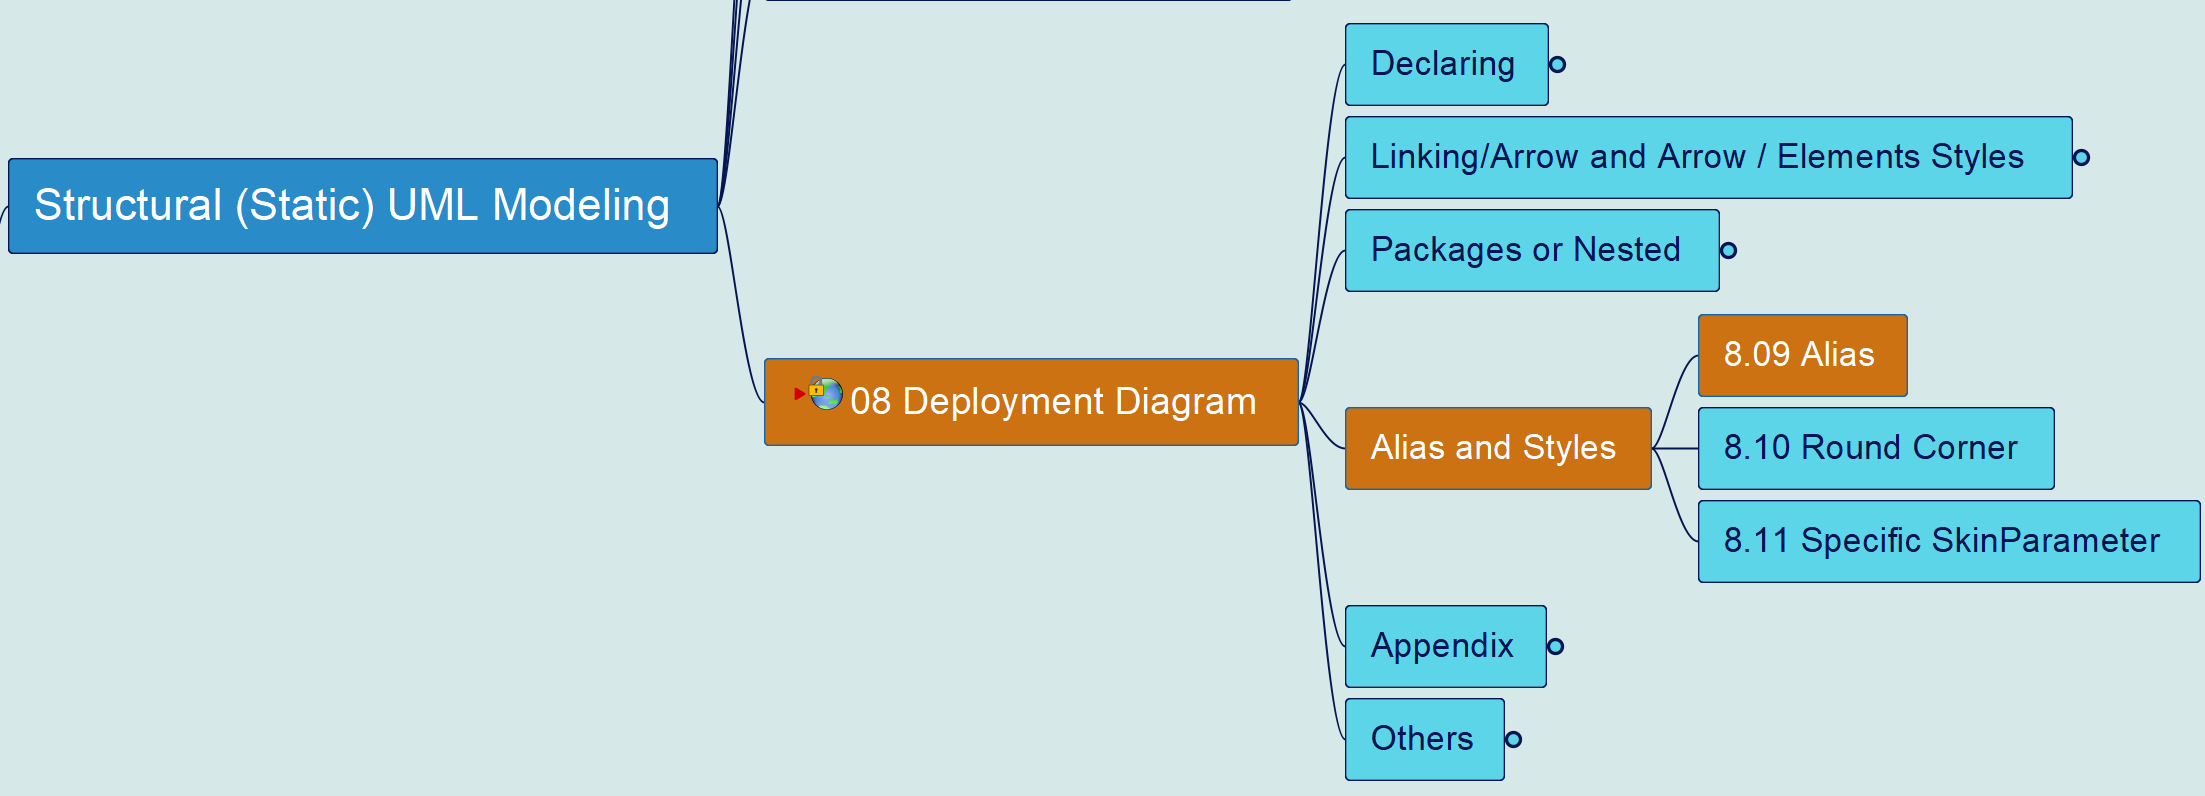 Structural (Static) UML Modeling
08 Deployment Diagram
Declaring
Linking/Arrow and Arrow / Elements Styles
Packages or Nested
Alias and Styles
8.09 Alias
8.10 Round Corner
8.11 Specific SkinParameter
Appendix
Others